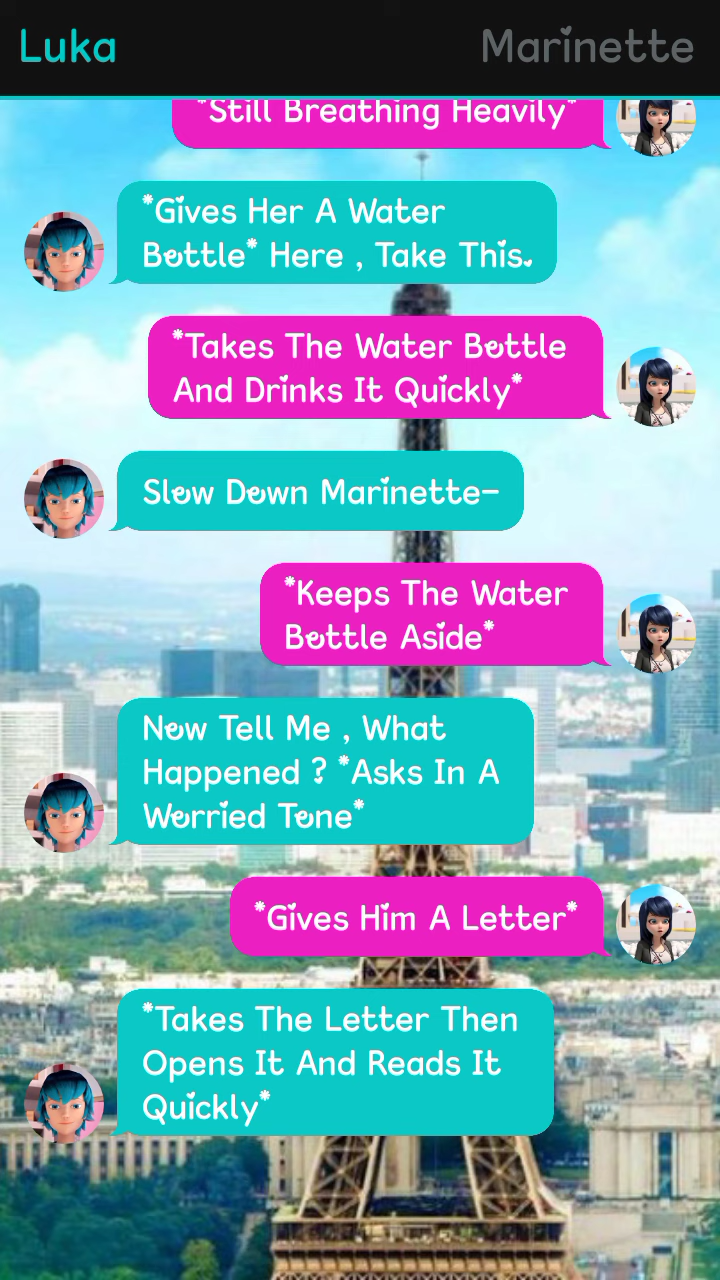 Luka Marinette
*Still Breathing Heavily*
*Gives Her A Water
Bottle* Here , Take This.
*Takes The Water Bottle
And Drinks It Quickly*
Slow Down Marinette-
*Keeps The Water
Bottle Aside*
Now Tell Me , What
Happened ? *Asks In A
Worried Tone*
*Gives Him A Letter*
*Takes The Letter Then
Opens It And Reads It
Quickly*